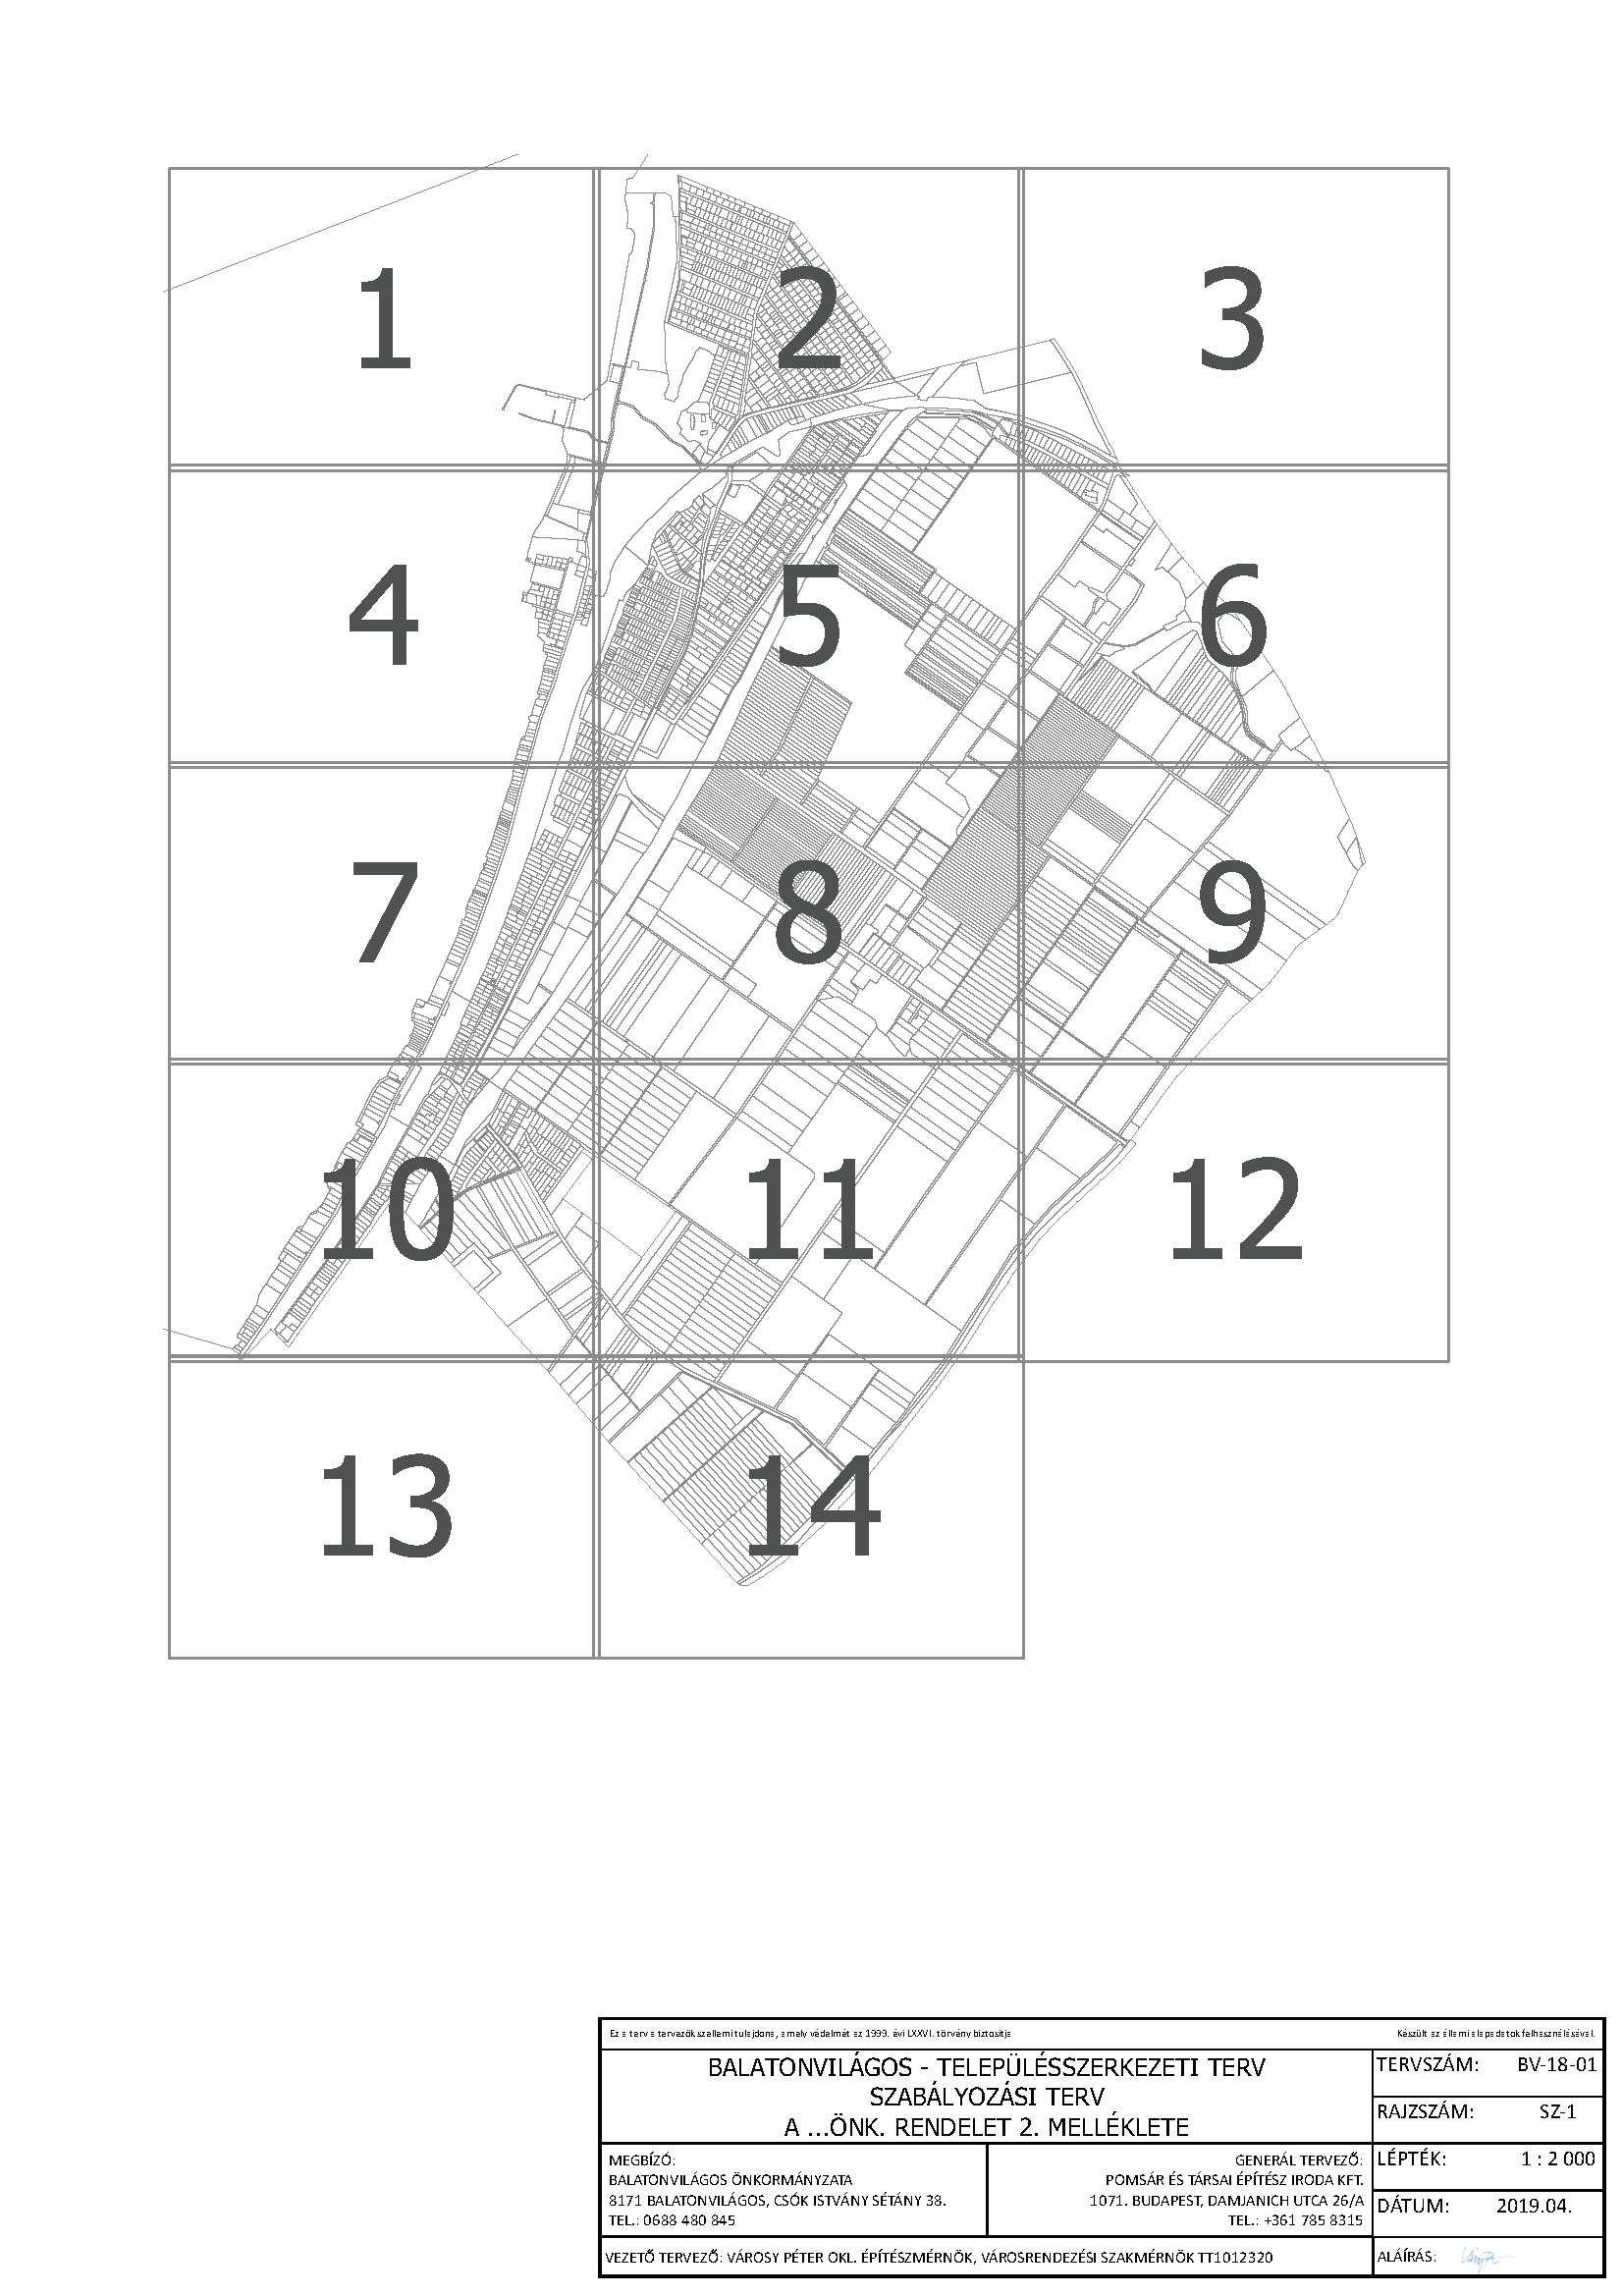 1
2
3
4
5
6
7
8
9
10
11
12
13
14
Ez a terv a tervezők szellemi tulajdona, amely védelmét az 1999. évi LXXVI. törvény biztosítja
Készült az állami alapadatok felhasználásával.
BALATONVILÁGOS - TELEPÜLÉSSZERKEZETI TERV
SZABÁLYOZÁSI TERV
A ...ÖNK. RENDELET 2. MELLÉKLETE
TERVSZÁM: BV-18-01
RAJZSZÁM: SZ-1
MEGBÍZÓ:
BALATONVILÁGOS ÖNKORMÁNYZATA
8171 BALATONVILÁGOS, CSÓK ISTVÁN SÉTÁNY 38.
TEL.: 0688 480 845
GENERÁL TERVEZŐ:
POMSÁR ÉS TÁRSAI ÉPÍTÉSZ IRODA KFT.
1071. BUDAPEST, DAMJANICH UTCA 26/A
TEL.: +361 785 8315
LÉPTÉK: 1 : 2 000
DÁTUM: 2019.04.
VEZETŐ TERVEZŐ: VÁROSY PÉTER OKL. ÉPÍTÉSZMÉRNÖK, VÁROSRENDEZÉSI SZAKMÉRNÖK TT1012320
ALÁÍRÁS: